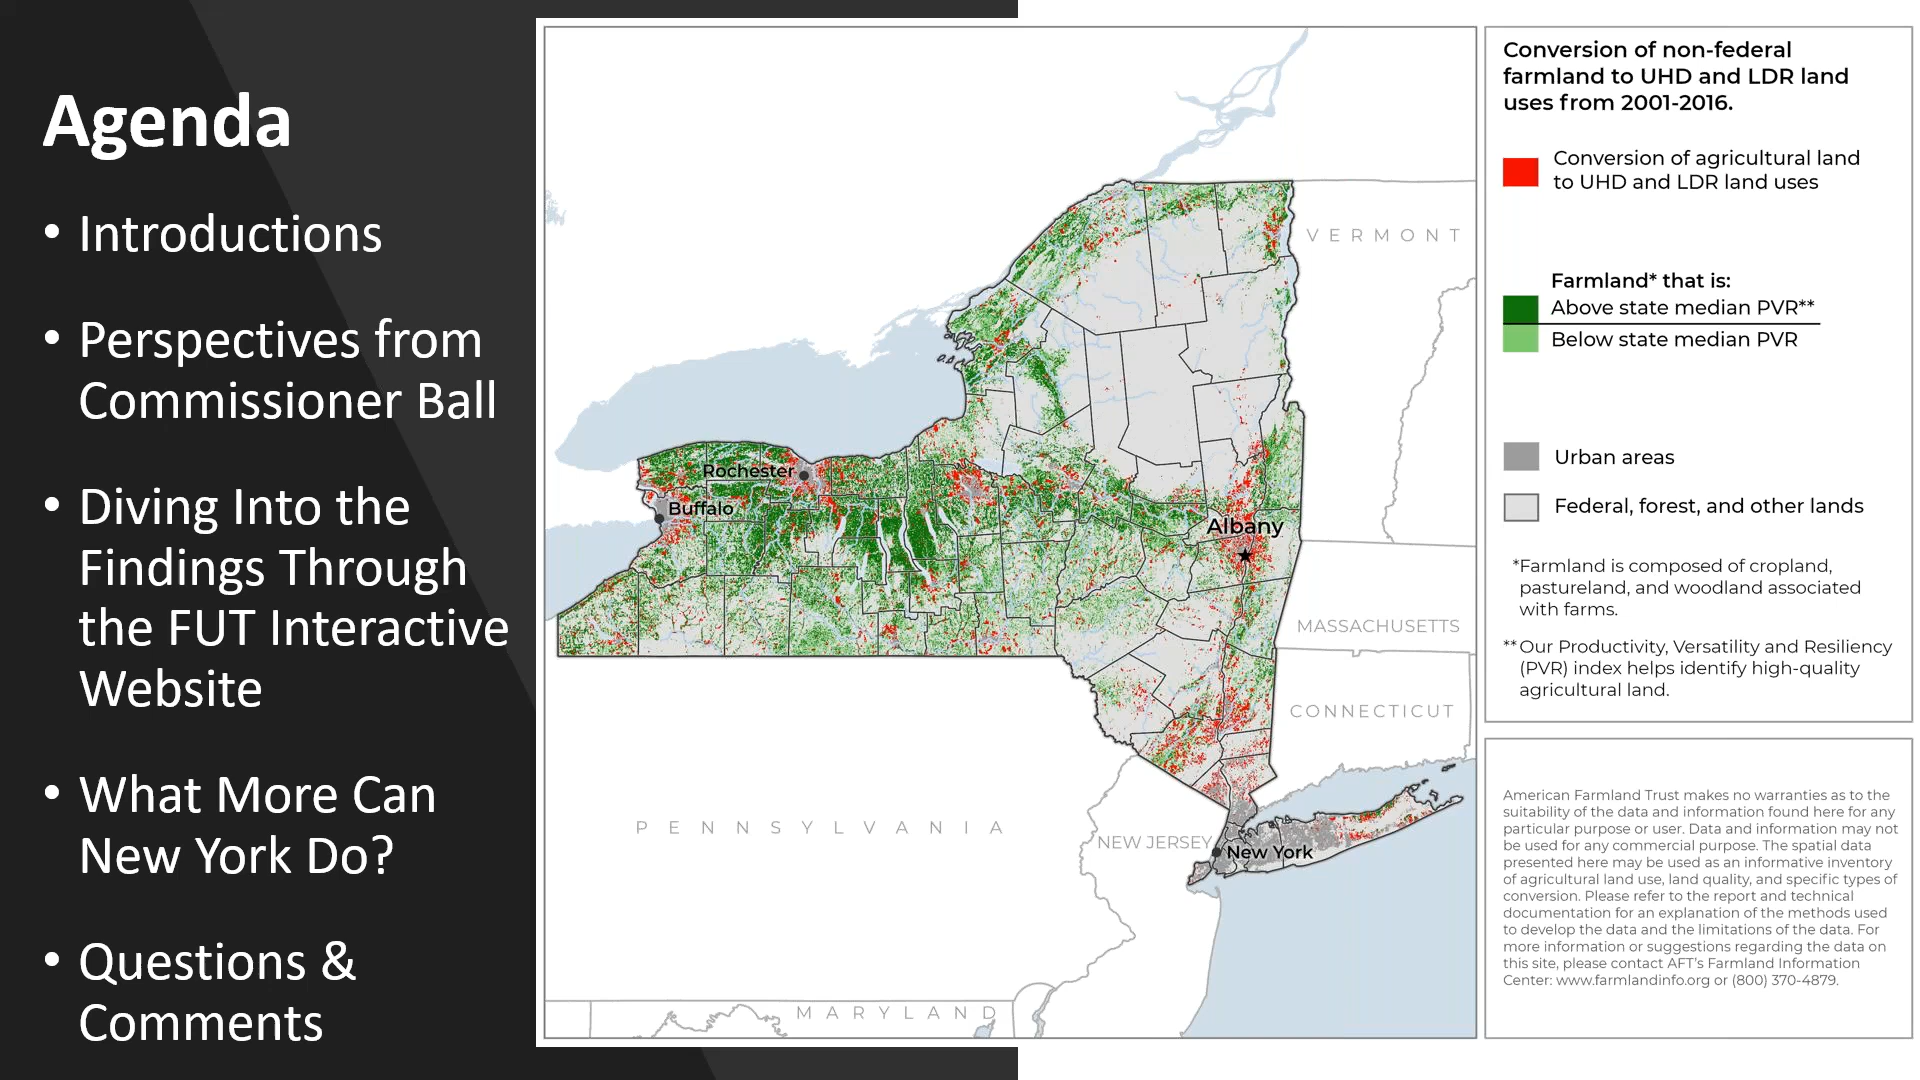 Agenda
• Introductions
• Perspectives from
Commissioner Ball
• Diving Into the
Findings Through
the FUT Interactive
Website
• What More Can
New York Do?
• Questions &
Comments
VERMONT
Rochester
Buffalo
Albany
MASSACHUSETTS
CONNECTICUT
PENNSYLVANIA
NEW JERSEY
New York
MARYLAND
Conversion of non-federal
farmland to UHD and LDR land
uses from 2001-2016.
Conversion of agricultural land
to UHD and LDR land uses
Farmland* that is:
Above state median PVR**
Below state median PVR
Urban areas
Federal, forest, and other lands
*Farmland is composed of cropland,
pastureland, and woodland associated
with farms.
**Our Productivity, Versatility and Resiliency
(PVR) index helps identify high-quality
agricultural land.
American Farmland Trust makes no warranties as to the
suitability of the data and information found here for any
particular purpose or user. Data and information may not
be used for any commercial purpose. The spatial data
presented here may be used as an informative inventory
of agricultural land use, land quality, and specific types of
conversion. Please refer to the report and technical
documentation for an explanation of the methods used
to develop the data and the limitations of the data. For
more information or suggestions regarding the data on
this site, please contact AFT's Farmland Information
Center: www.farmlandinfo.org or (800) 370-4879.